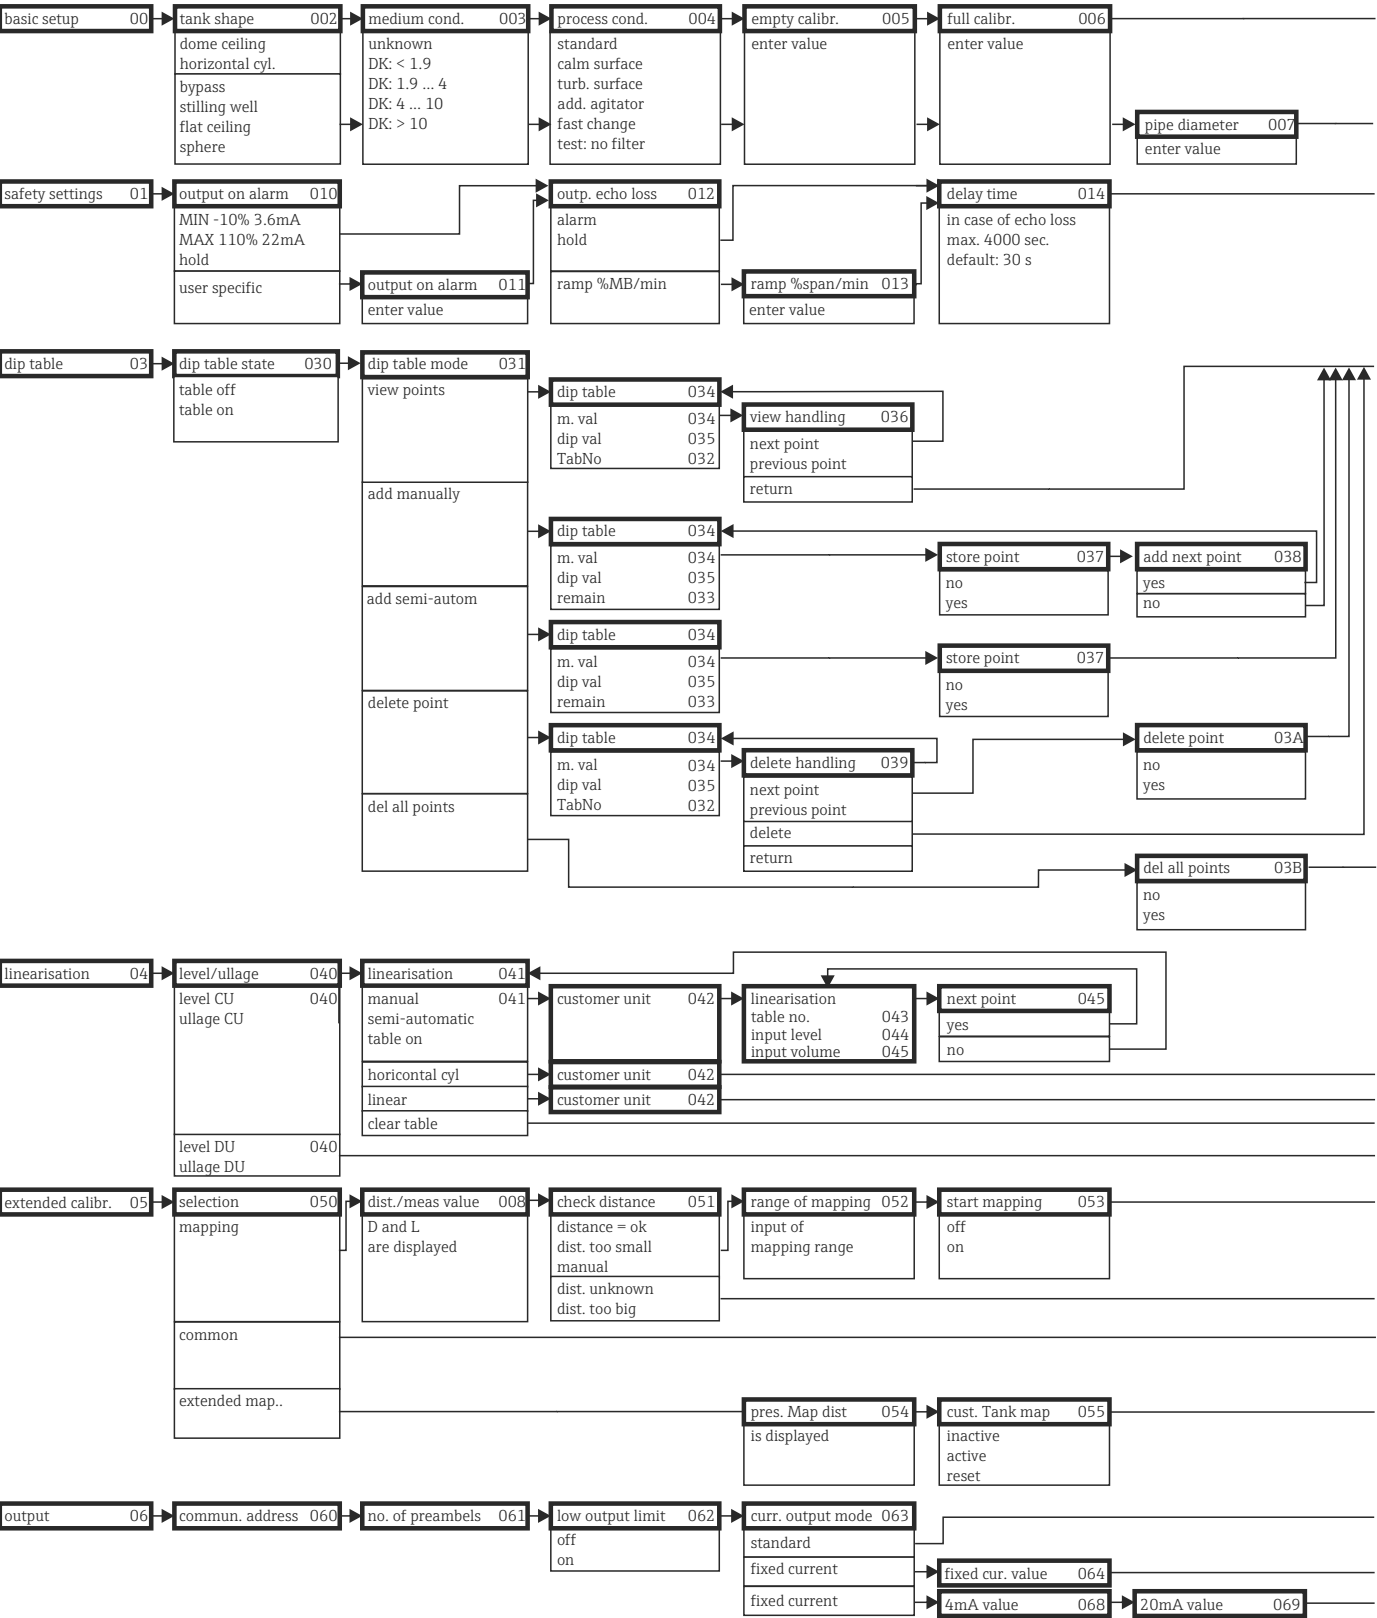 basic setup 00
tank shape 002
dome ceiling
horizontal cyl.
bypass
stilling well
flat ceiling
sphere
medium cond. 003
unknown
DK: < 1.9
DK: 1.9 ... 4
DK: 4 ... 10
DK: > 10
process cond. 004
standard
calm surface
turb. surface
add. agitator
fast change
test: no filter
empty calibr. 005
enter value
full calibr. 006
enter value
pipe diameter 007
enter value
safety settings 01
output on alarm 010
MIN -10% 3.6mA
MAX 110% 22mA
hold
user specific
output on alarm 011
enter value
outp. echo loss 012
alarm
hold
ramp %MB/min
ramp %span/min 013
enter value
delay time 014
in case of echo loss
max. 4000 sec.
default: 30 s
dip table 03
dip table state 030
table off
table on
dip table mode 031
view points
add manually
add semi-autom
delete point
del all points
dip table 034
m. val 034
dip val 035
TabNo 032
view handling 036
next point
previous point
return
dip table 034
m. val 034
dip val 035
remain 033
store point 037
no
yes
add next point 038
yes
no
dip table 034
m. val 034
dip val 035
remain 033
store point 037
no
yes
dip table 034
m. val 034
dip val 035
TabNo 032
delete handling 039
next point
previous point
delete
return
delete point 03A
no
yes
del all points 03B
no
yes
linearisation 04
level/ullage 040
level CU 040
ullage CU
level DU 040
ullage DU
linearisation 041
manual 041
semi-automatic
table on
horicontal cyl
linear
clear table
customer unit 042
customer unit 042
customer unit 042
linearisation
table no. 043
input level 044
input volume 045
next point 045
yes
no
extended calibr. 05
selection 050
mapping
common
extended map..
dist./meas value 008
D and L
are displayed
check distance 051
distance = ok
dist. too small
manual
dist. unknown
dist. too big
range of mapping 052
input of
mapping range
start mapping 053
off
on
pres. Map dist 054
is displayed
cust. Tank map 055
inactive
active
reset
output 06
commun. address 060
no. of preambels 061
low output limit 062
off
on
curr. output mode 063
standard
fixed current
fixed current
fixed cur. value 064
4mA value 068
20mA value 069